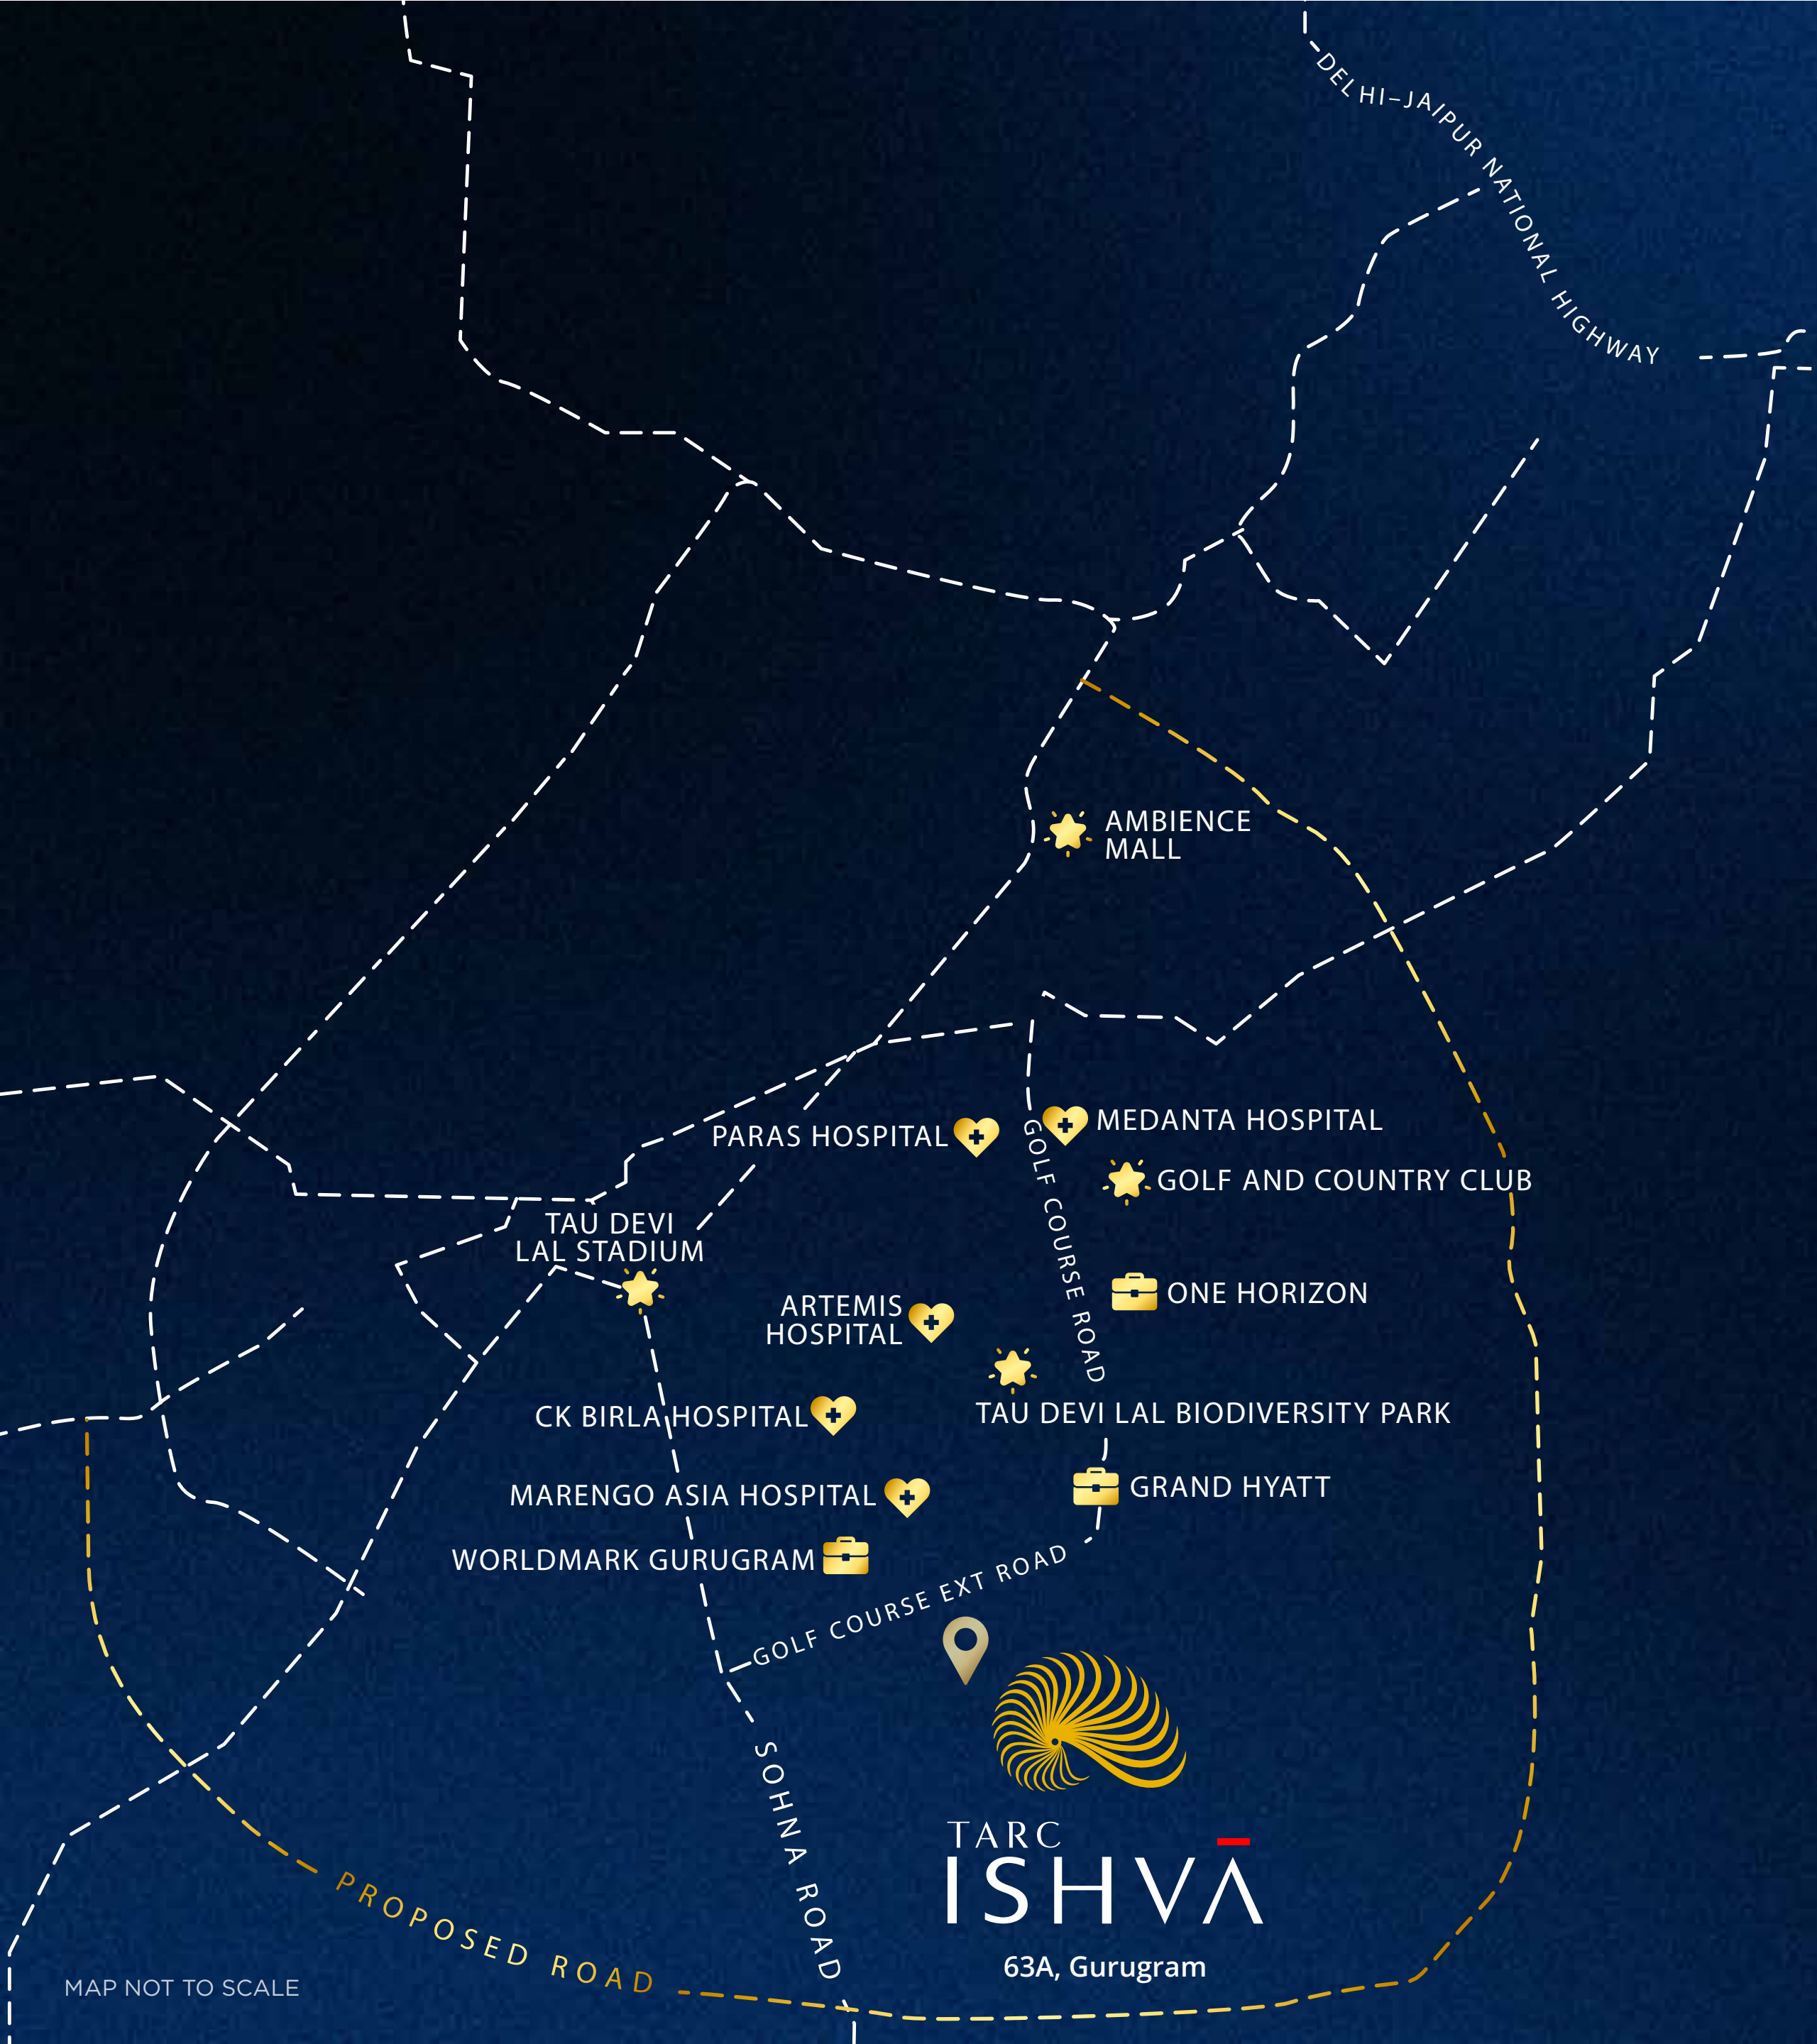 DELHI-JAIPUR NATIONAL HIGHWAY
AMBIENCE
MALL
PARAS HOSPITAL
MEDANTA HOSPITAL
GOLF AND COUNTRY CLUB
GOLF COURSE ROAD
TAU DEVI
LAL STADIUM
ONE HORIZON
ARTEMIS
HOSPITAL
CK BIRLA HOSPITAL
TAU DEVI LAL BIODIVERSITY PARK
MARENGO ASIA HOSPITAL
GRAND HYATT
WORLDMARK GURUGRAM
GOLF COURSE EXT ROAD
SOHNA ROAD
TARC
ISHVĀ
63A, Gurugram
PROPOSED ROAD
MAP NOT TO SCALE